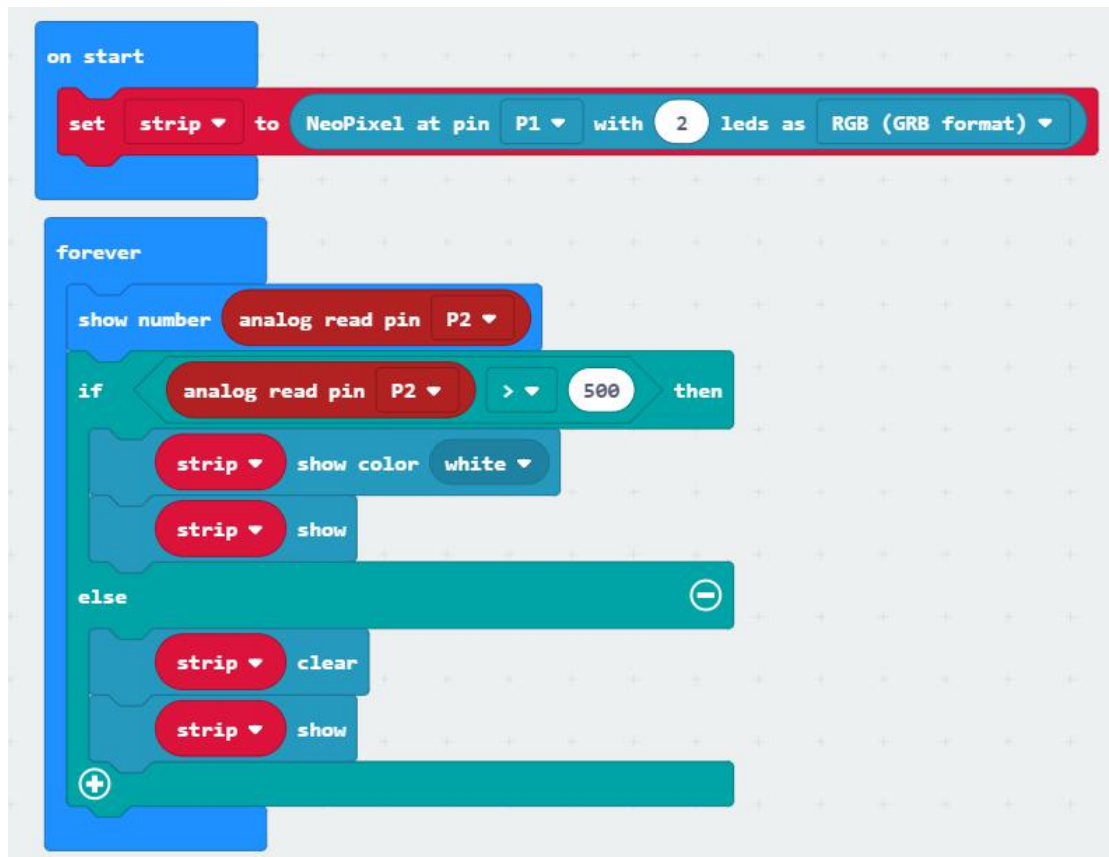 on start
set strip to NeoPixel at pin P1 with 2 leds as RGB (GRB format)
forever
show number analog read pin P2
if analog read pin P2 > 500 then
strip show color white
strip show
else
strip clear
strip show